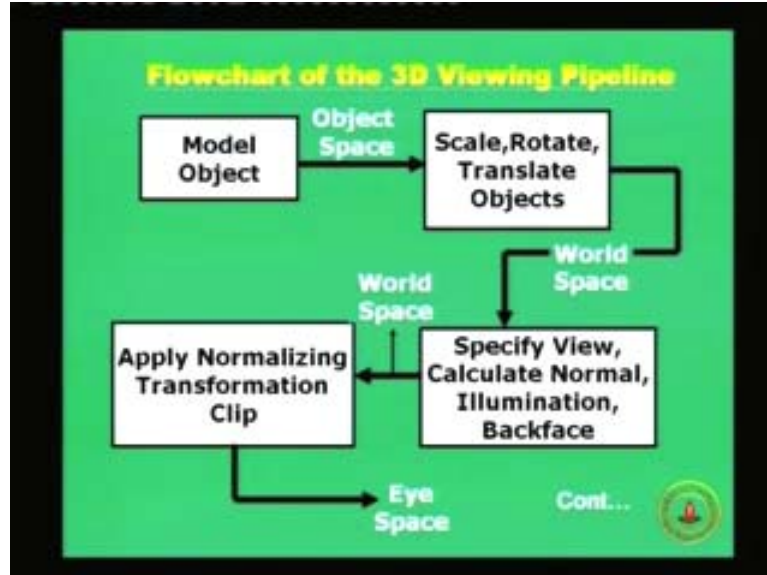 Flowchart of the 3D Viewing Pipeline
Model
Object
Object
Space
Scale,Rotate,
Translate
Objects
World
Space
World
Space
Specify View,
Calculate Normal,
Illumination,
Backface
Apply Normalizing
Transformation
Clip
Eye
Space
Cont...